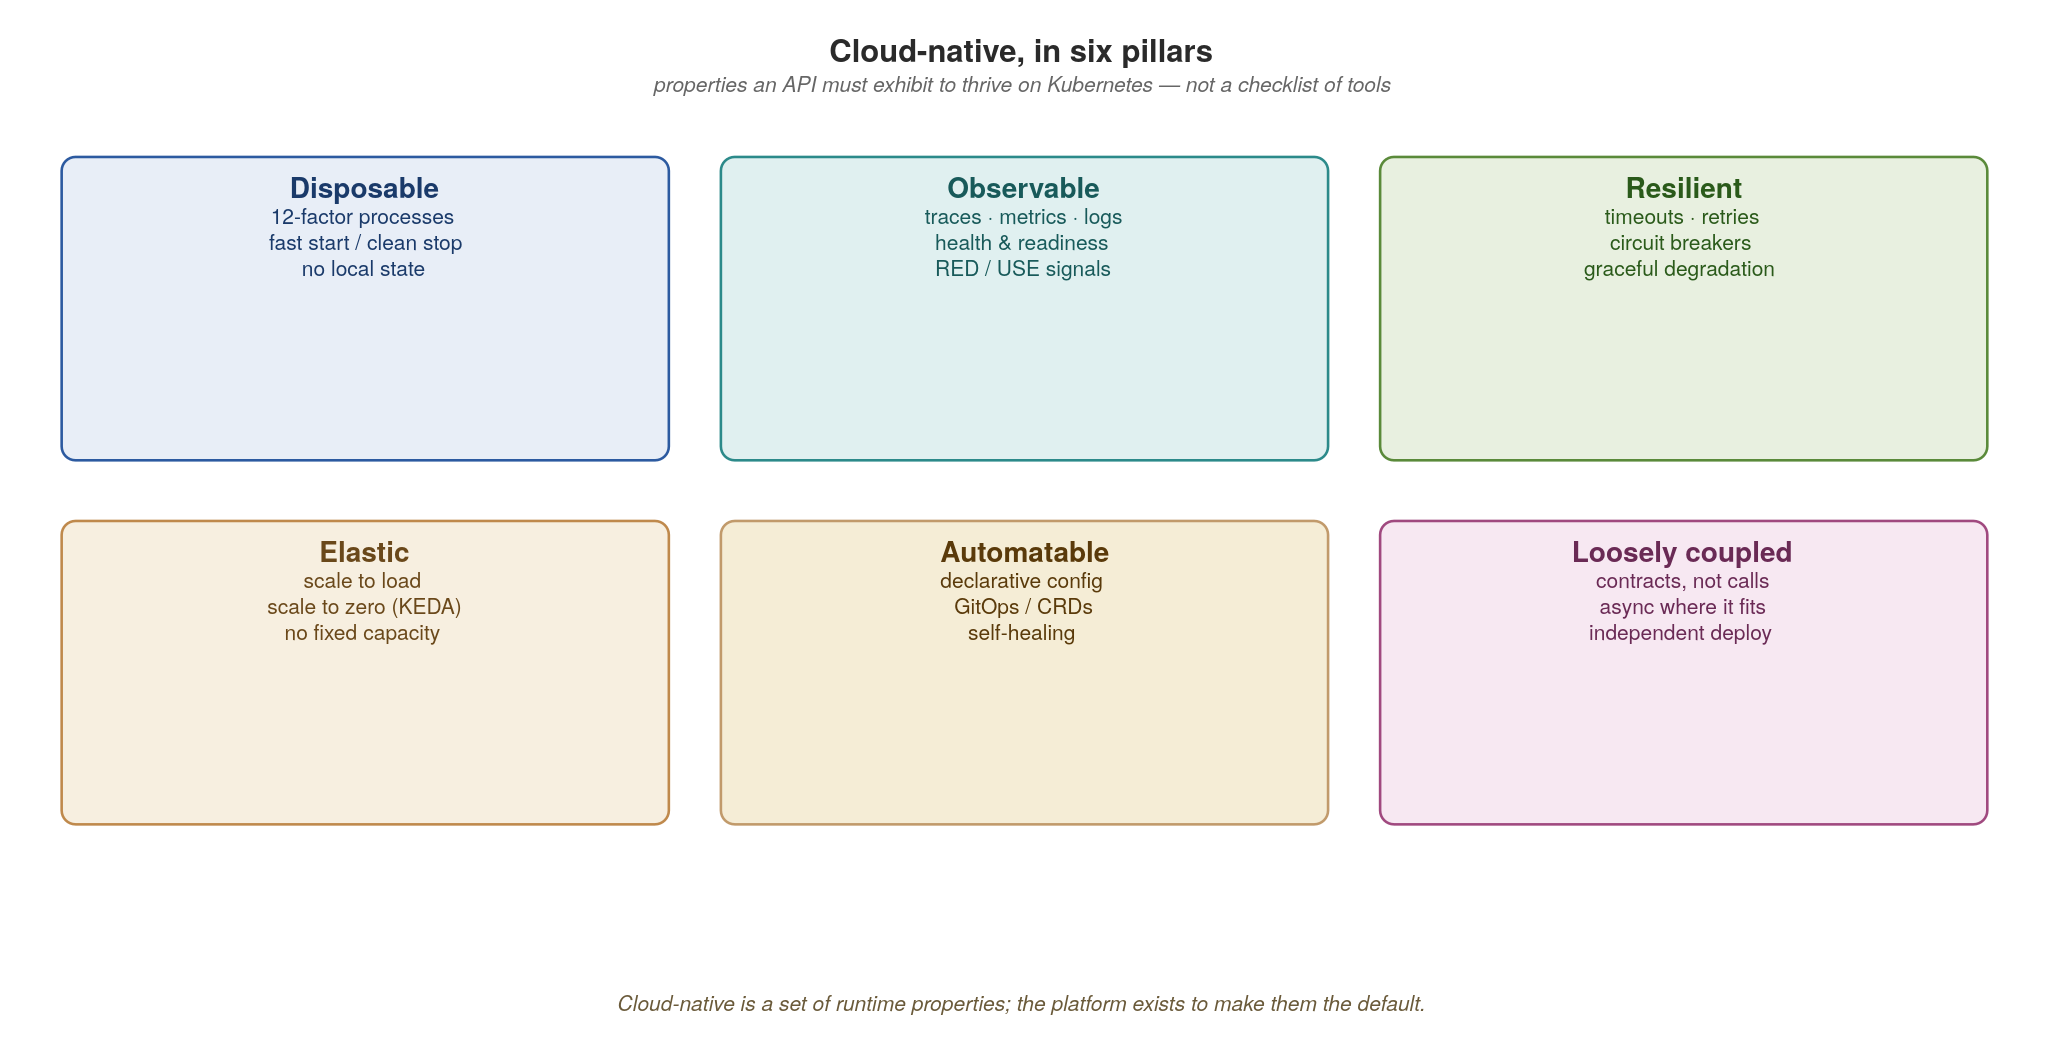 Cloud-native, in six pillars
properties an API must exhibit to thrive on Kubernetes — not a checklist of tools
Disposable
12-factor processes
fast start / clean stop
no local state
Observable
traces · metrics · logs
health & readiness
RED / USE signals
Resilient
timeouts · retries
circuit breakers
graceful degradation
Elastic
scale to load
scale to zero (KEDA)
no fixed capacity
Automatable
declarative config
GitOps / CRDs
self-healing
Loosely coupled
contracts, not calls
async where it fits
independent deploy
Cloud-native is a set of runtime properties; the platform exists to make them the default.